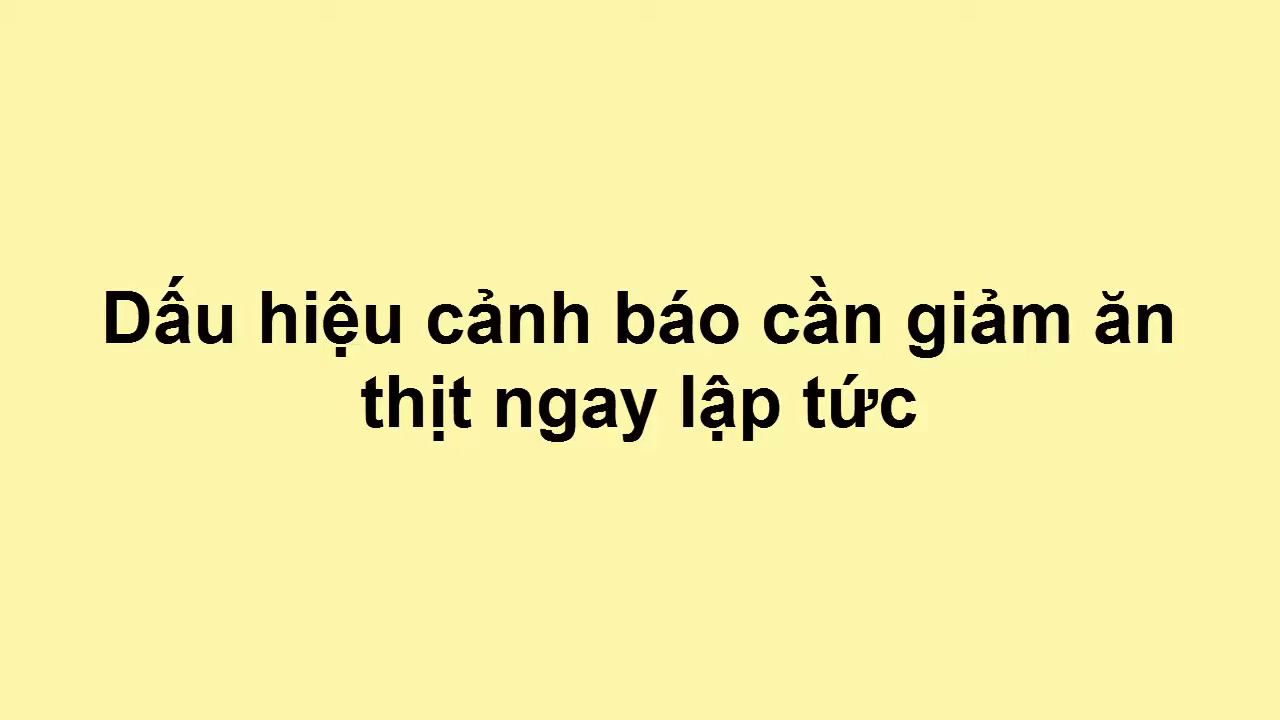 Dấu hiệu cảnh báo cần giảm ăn
thịt ngay lập tức